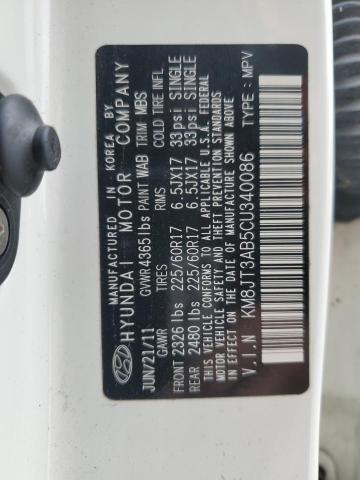 MANUFACTURED IN KOREA BY
HYUNDAI MOTOR COMPANY
JUN/21/11 GVWR 4365lbs PAINT WAB TRIM MBS
GAWR RIMS COLD TIRE INFL.
FRONT 2326 lbs 225/60R17 6.5JX17 33psi SINGLE
REAR 2480 lbs 225/60R17 6.5JX17 33psi SINGLE
THIS VEHICLE CONFORMS TO ALL APPLICABLE U.S.A. FEDERAL
MOTOR VEHICLE SAFETY AND THEFT PREVENTION STANDARDS
IN EFFECT ON THE DATE OF MANUFACTURE SHOWN ABOVE
V.I.N KM8JT3AB5CU340086 TYPE : MPV